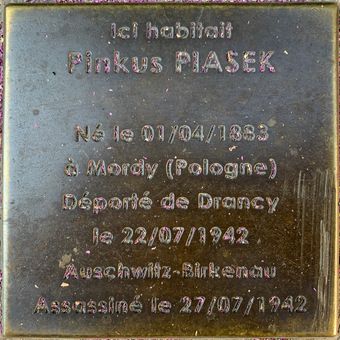 Ici habitait
Pinkus PIASEK
Né le 01/04/1883
à Mordy (Pologne)
Déporté de Drancy
le 22/07/1942
Auschwitz-Birkenau
Assassiné le 27/07/1942